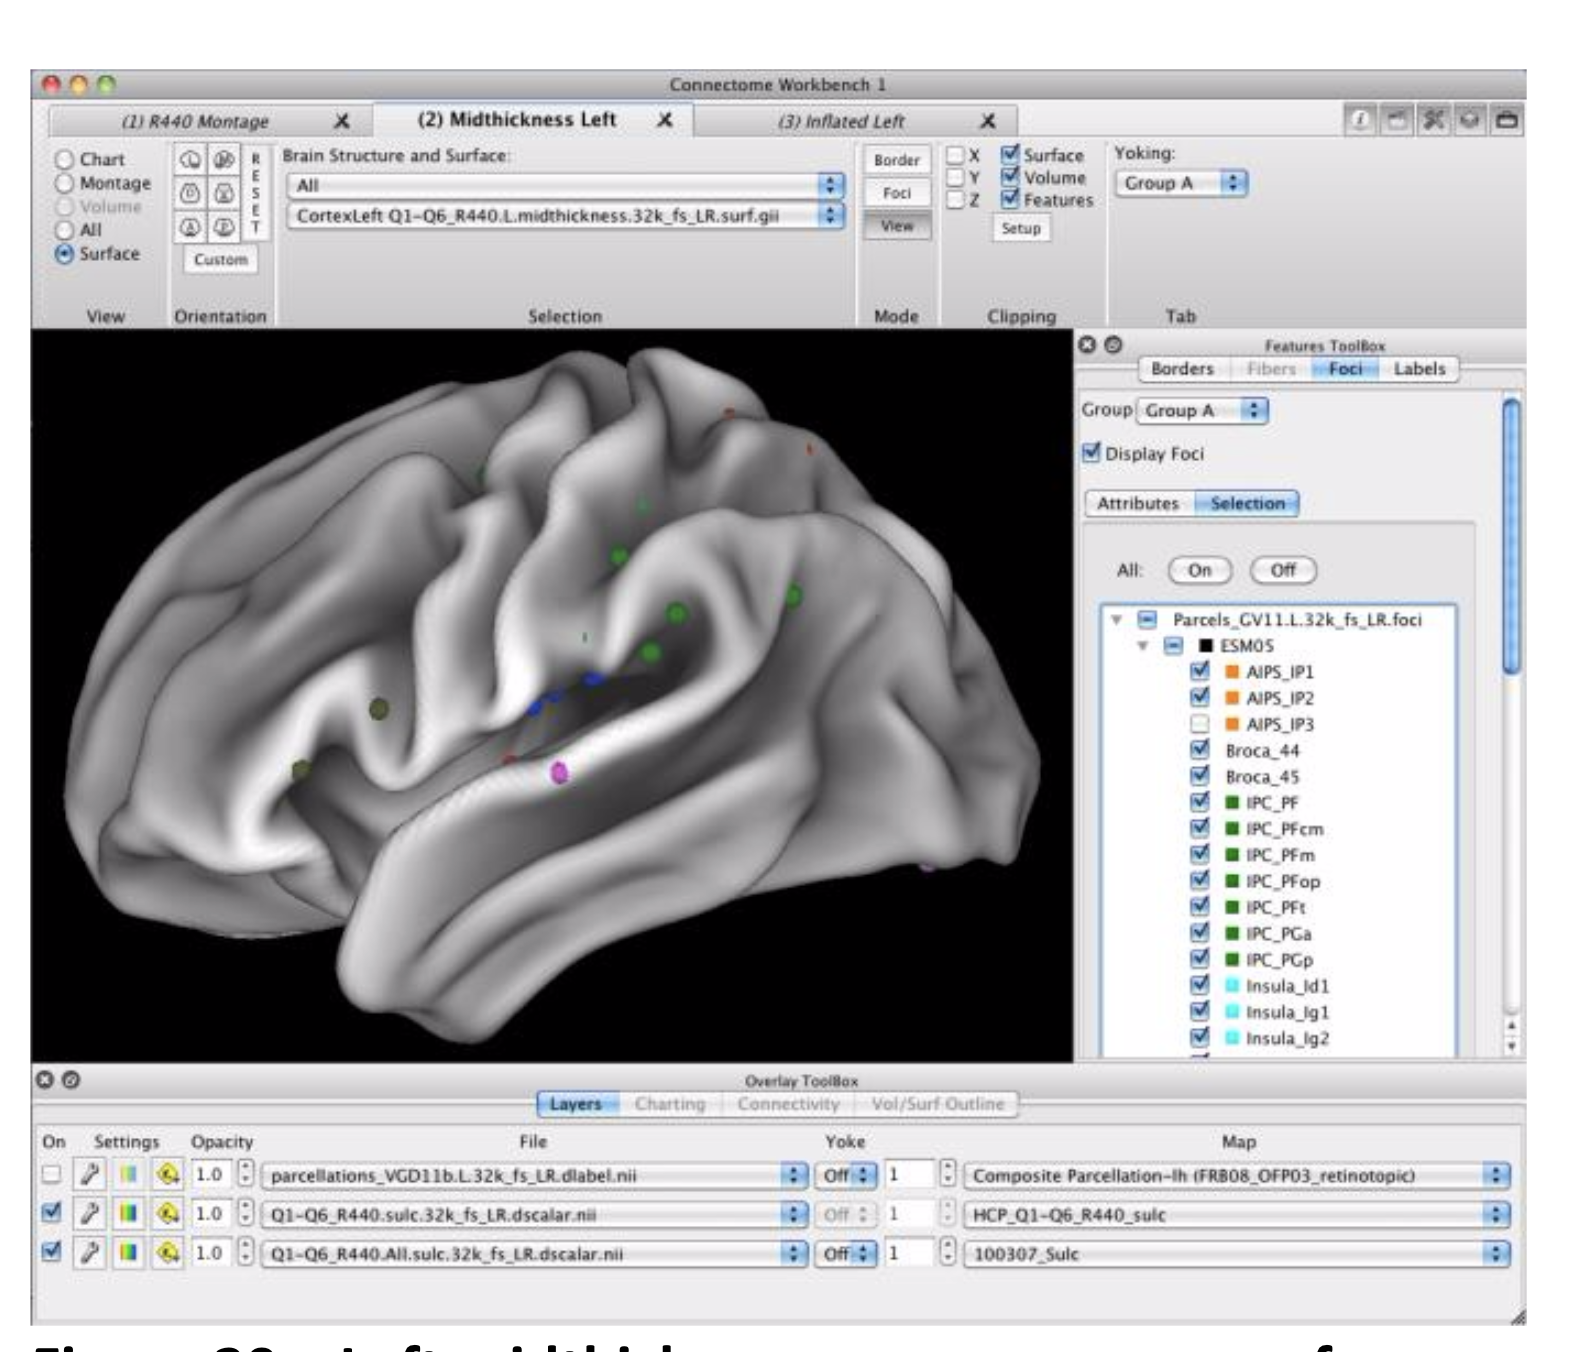 Connectome Workbench 1
(1) R440 Montage
(2) Midthickness Left
(3) Inflated Left
Chart
Montage
Volume
All
Surface
View
RESET
Custom
Orientation
Brain Structure and Surface:
All
CortexLeft Q1-Q6_R440.L.midthickness.32k_fs_LR.surf.gii
Selection
Border
Foci
View
Mode
X
Y
Z
Surface
Volume
Features
Setup
Clipping
Yoking:
Group A
Tab
Features ToolBox
Borders Fibers Foci Labels
Group Group A
Display Foci
Attributes Selection
All: On Off
Parcels_GV11.L.32k_fs_LR.foci
ESM05
AIPS_IP1
AIPS_IP2
AIPS_IP3
Broca_44
Broca_45
IPC_PF
IPC_PFcm
IPC_PFm
IPC_PFop
IPC_PFt
IPC_PGa
IPC_PGp
Insula_Id1
Insula_Ig1
Insula_Ig2
Overlay ToolBox
Layers Charting Connectivity Vol/Surf Outline
On Settings Opacity File Yoke Map
1.0 parcellations_VGD11b.L.32k_fs_LR.dlabel.nii Off 1 Composite Parcellation-lh (FRB08_OFP03_retinotopic)
1.0 Q1-Q6_R440.sulc.32k_fs_LR.dscalar.nii Off 1 HCP_Q1-Q6_R440_sulc
1.0 Q1-Q6_R440.All.sulc.32k_fs_LR.dscalar.nii Off 1 100307_Sulc